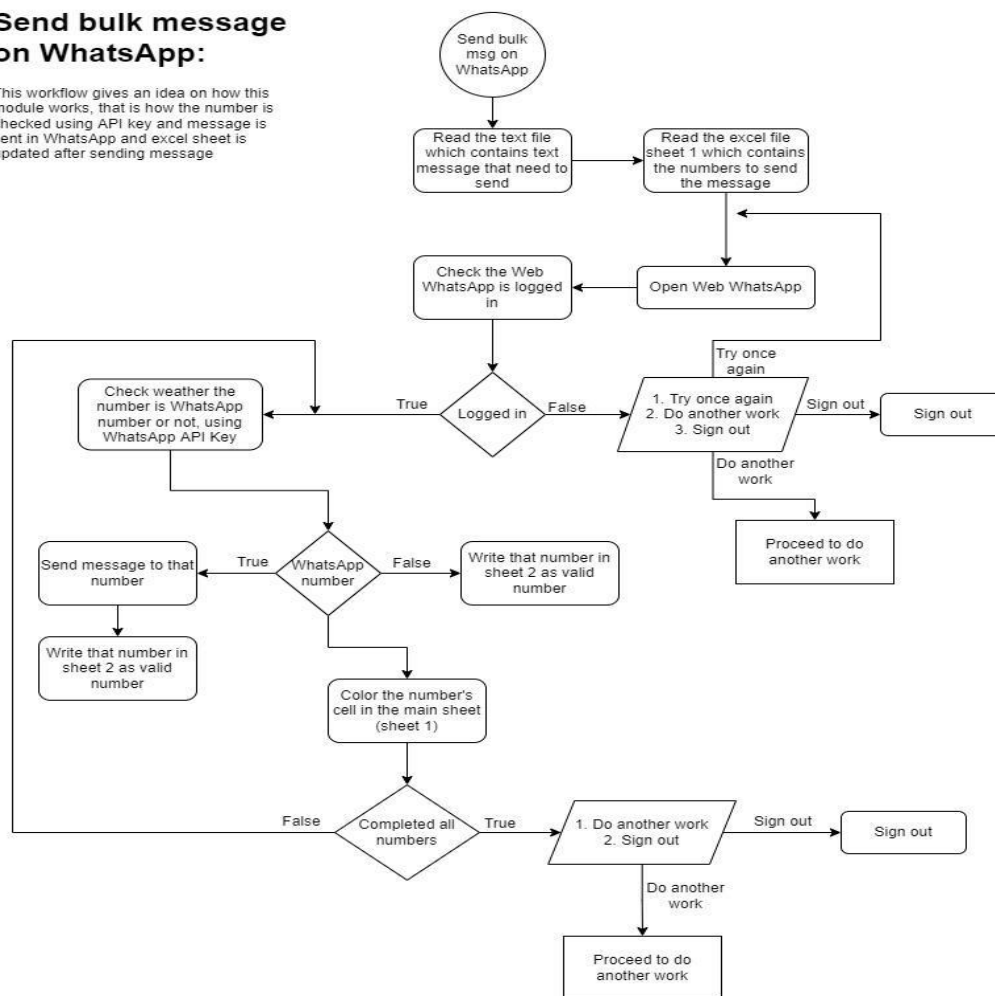 Send bulk message
on WhatsApp:
This workflow gives an idea on how this
module works, that is how the number is
checked using API key and message is
sent in WhatsApp and excel sheet is
updated after sending message
Send bulk
msg on
WhatsApp
Read the text file
which contains text
message that need to
send
Read the excel file
sheet 1 which contains
the numbers to send
the message
Check the Web
WhatsApp is logged
in
Open Web WhatsApp
Try once
again
Check weather the
number is WhatsApp
number or not, using
WhatsApp API Key
True
Logged in
False
1. Try once again
2. Do another work
3. Sign out
Sign out
Sign out
Do another
work
Proceed to do
another work
Send message to that
number
True
WhatsApp
number
False
Write that number in
sheet 2 as valid
number
Write that number in
sheet 2 as valid
number
Color the number's
cell in the main sheet
(sheet 1)
False
Completed all
numbers
True
1. Do another work
2. Sign out
Sign out
Sign out
Do another
work
Proceed to do
another work